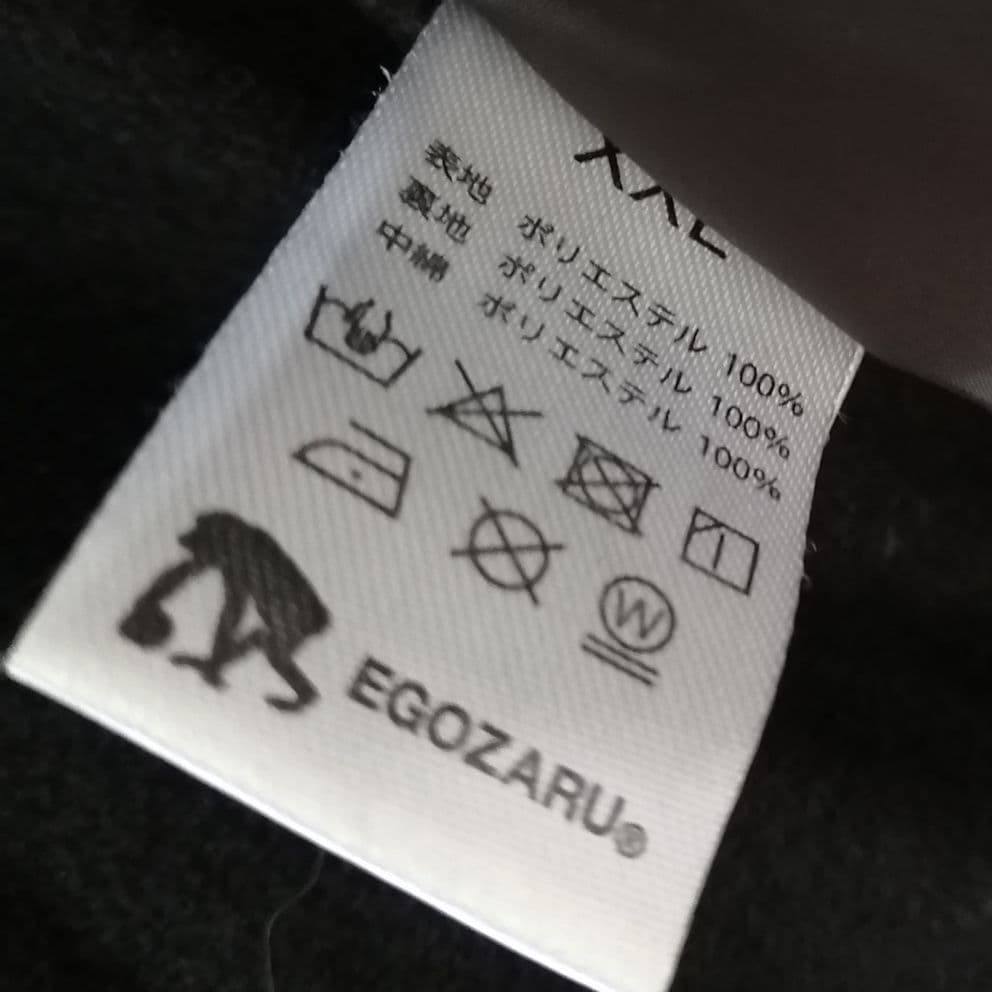 XXL
表地 ポリエステル 100%
裏地 ポリエステル 100%
中綿 ポリエステル 100%
W
EGOZARU®